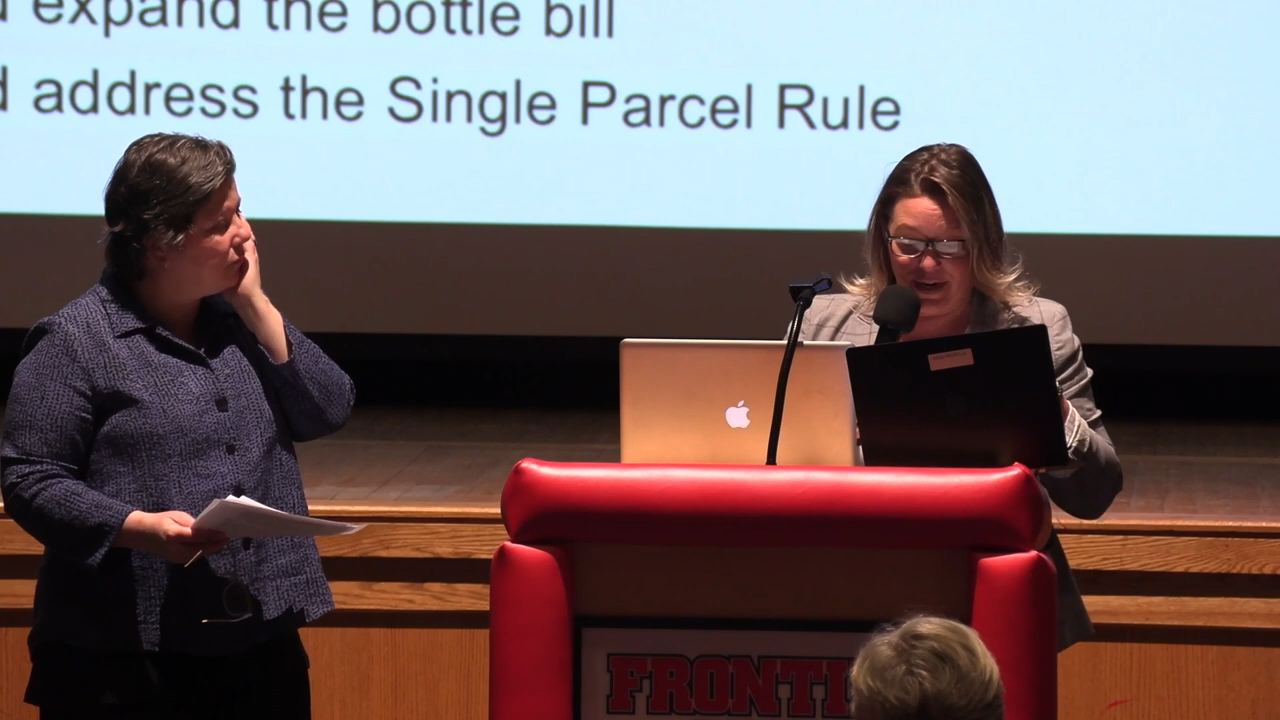 expand the bottle bill
address the Single Parcel Rule
FRONTI